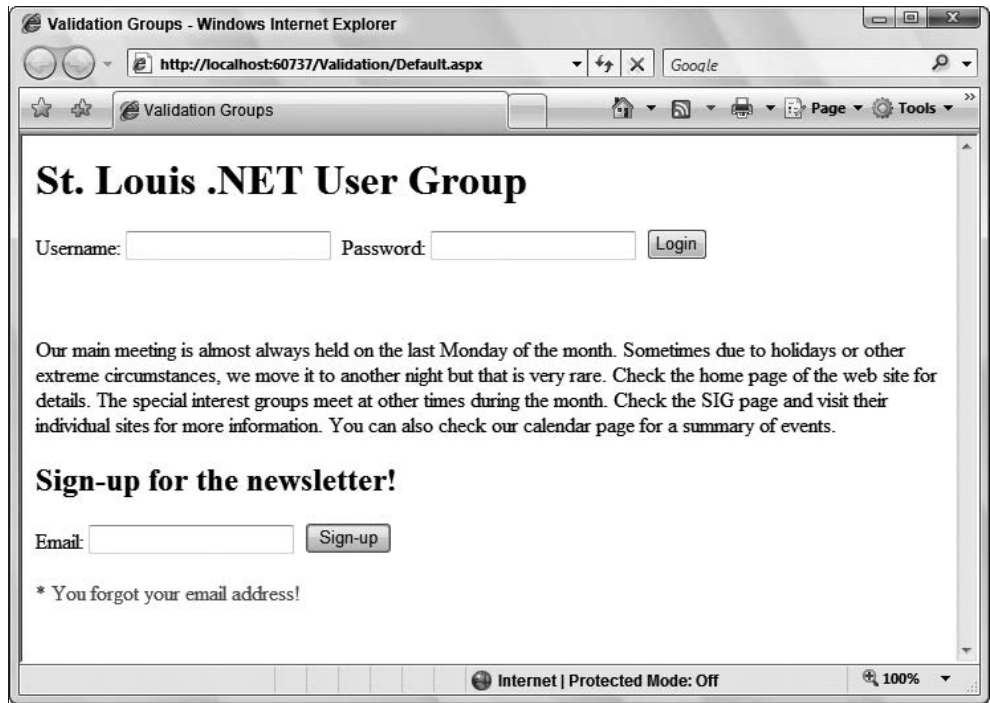 Validation Groups - Windows Internet Explorer
http://localhost:60737/Validation/Default.aspx
Google
Validation Groups
Page
Tools
St. Louis .NET User Group
Username:
Password:
Login
Our main meeting is almost always held on the last Monday of the month. Sometimes due to holidays or other
extreme circumstances, we move it to another night but that is very rare. Check the home page of the web site for
details. The special interest groups meet at other times during the month. Check the SIG page and visit their
individual sites for more information. You can also check our calendar page for a summary of events.
Sign-up for the newsletter!
Email:
Sign-up
* You forgot your email address!
Internet | Protected Mode: Off
100%